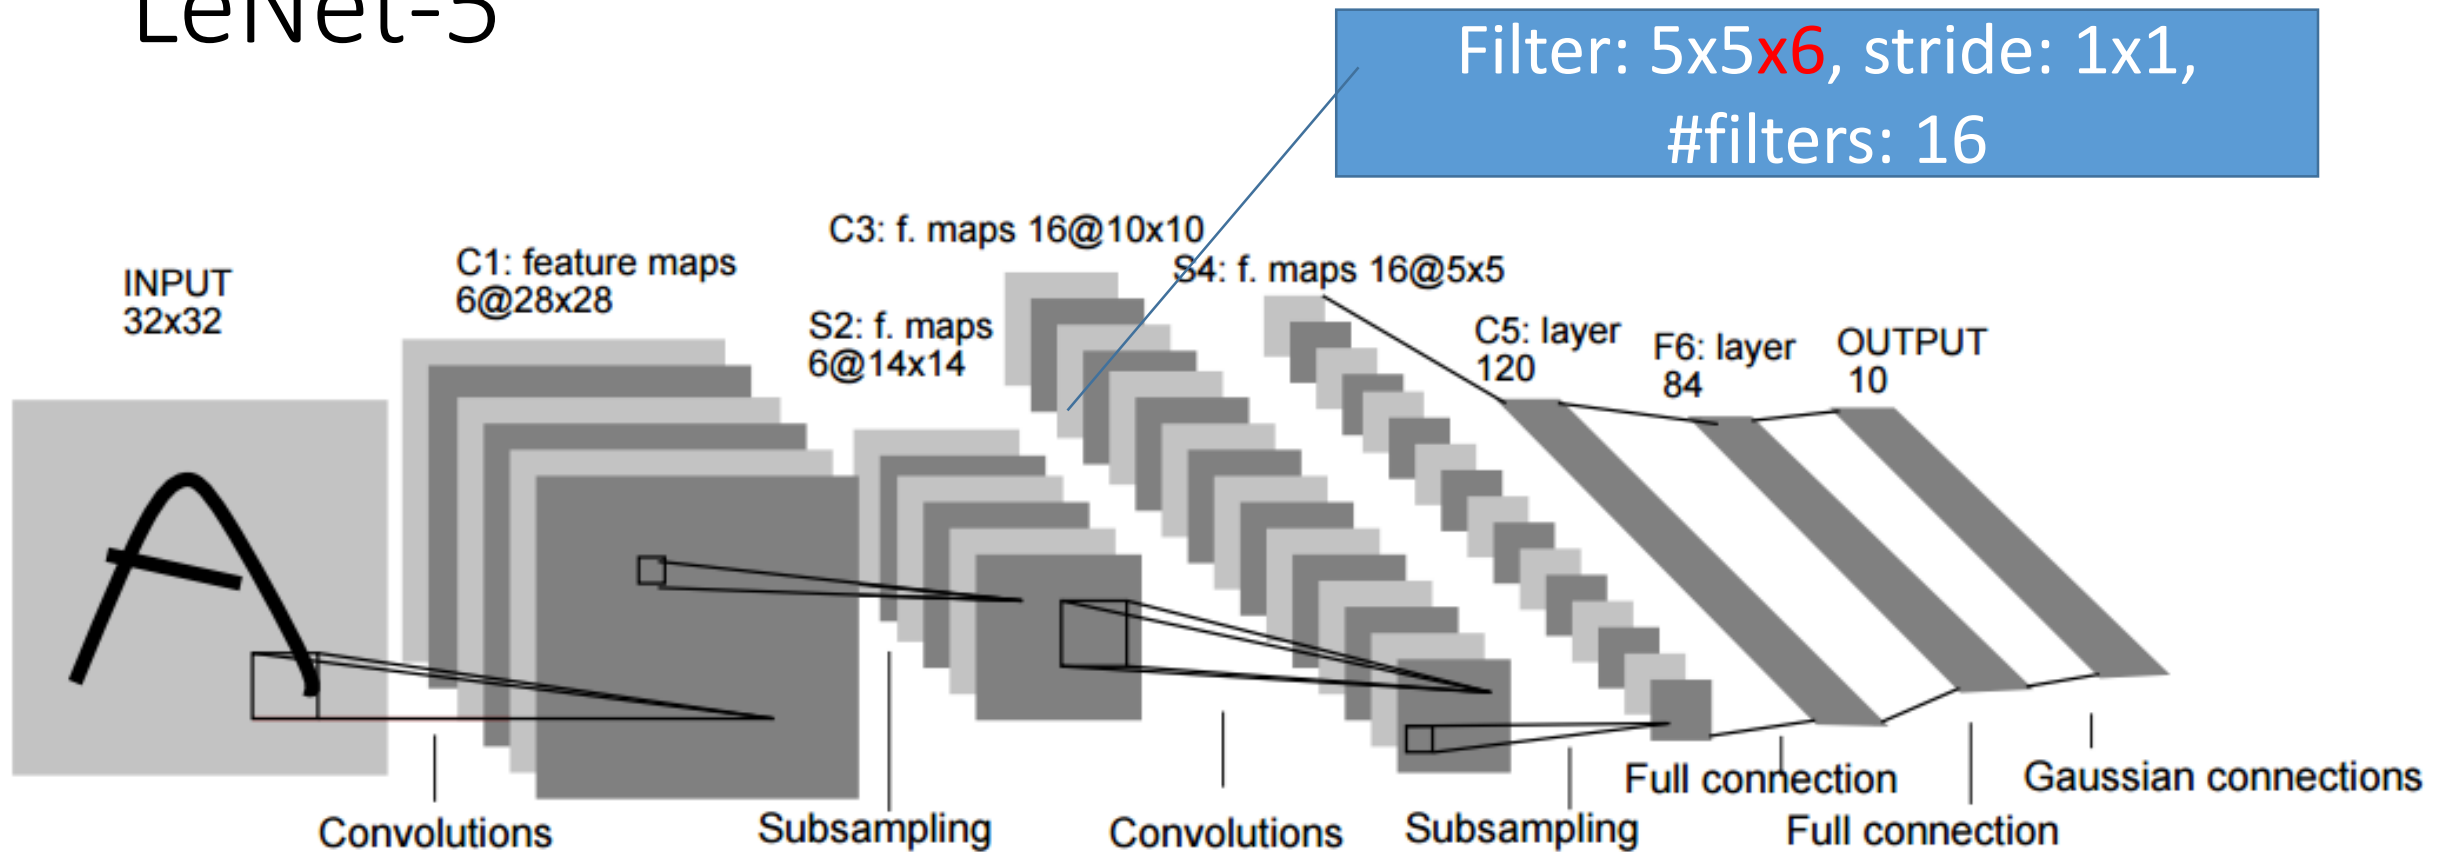 LeNet-5
Filter: 5x5x6, stride: 1x1,
#filters: 16
INPUT
32x32
C1: feature maps
6@28x28
S2: f. maps
6@14x14
C3: f. maps 16@10x10
S4: f. maps 16@5x5
C5: layer
120
F6: layer
84
OUTPUT
10
A
Convolutions
Subsampling
Convolutions
Subsampling
Full connection
Full connection
Gaussian connections